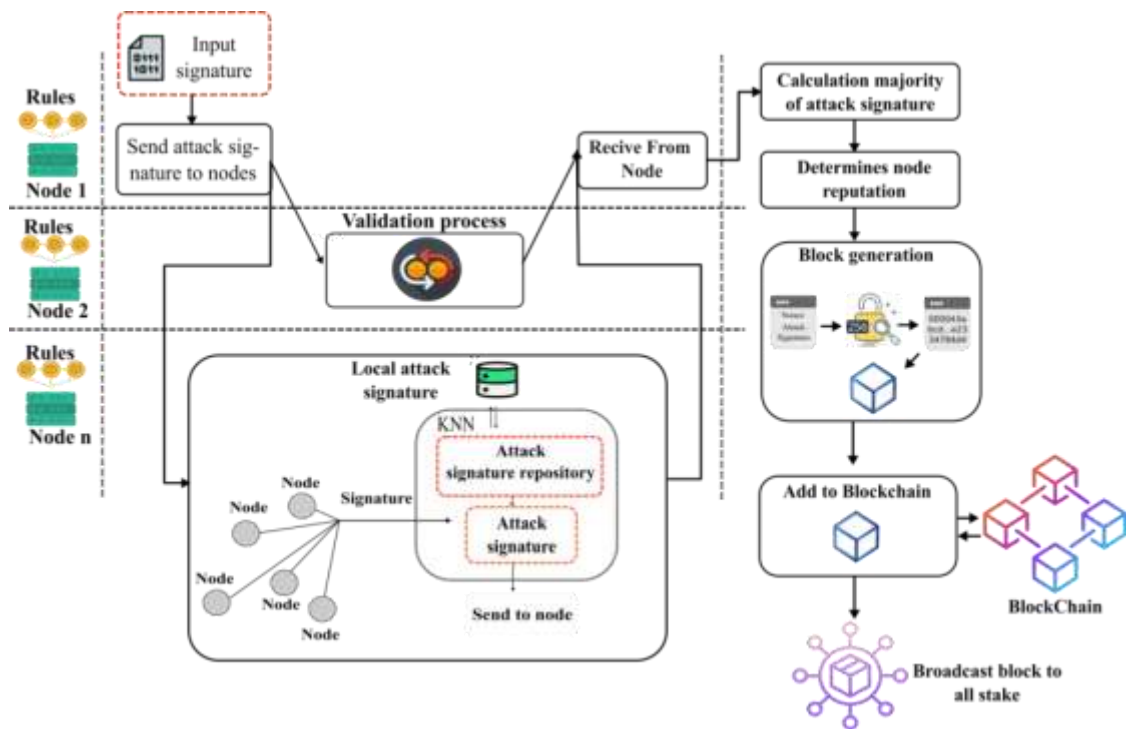 Input
signature
Rules
Node 1
Send attack sig-
nature to nodes
Recive From
Node
Calculation majority
of attack signature
Determines node
reputation
Rules
Node 2
Validation process
Block generation
256
Rules
Node n
Local attack
signature
KNN
Attack
signature repository
Attack
signature
Send to node
Signature
Node
Node
Node
Node
Node
Add to Blockchain
BlockChain
Broadcast block to
all stake